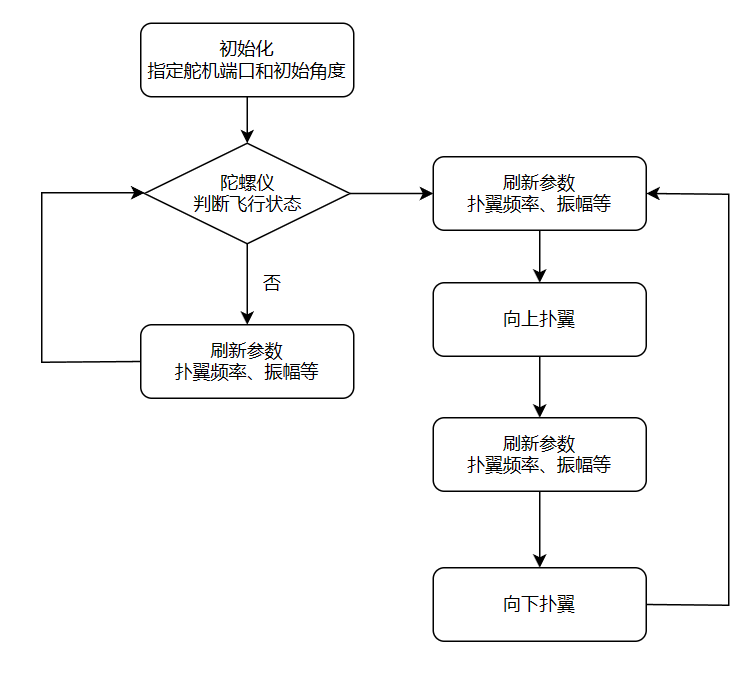 初始化
指定舵机端口和初始角度
陀螺仪
判断飞行状态
否
刷新参数
扑翼频率、振幅等
刷新参数
扑翼频率、振幅等
向上扑翼
刷新参数
扑翼频率、振幅等
向下扑翼